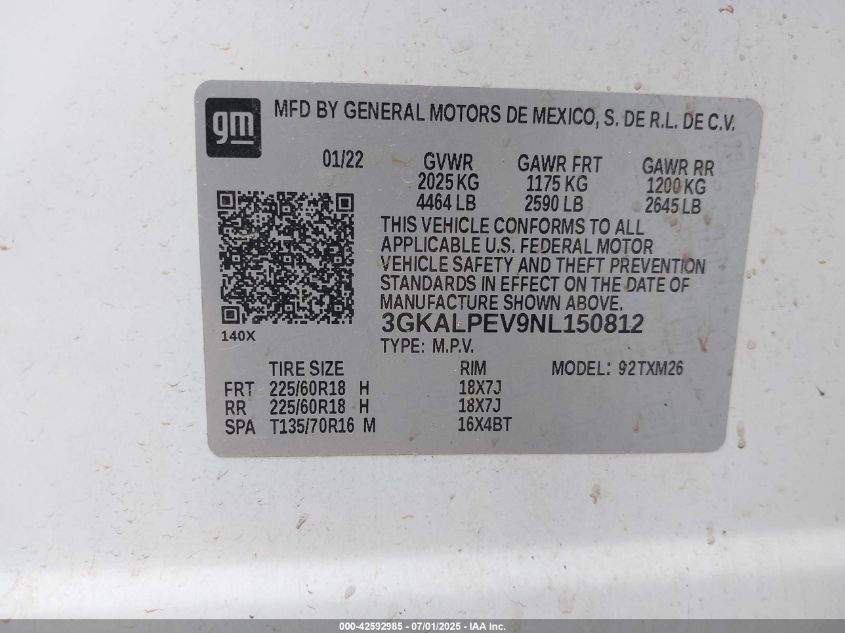 gm
MFD BY GENERAL MOTORS DE MEXICO, S. DE R.L. DE C.V.
01/22 GVWR GAWR FRT GAWR RR
2025 KG 1175 KG 1200 KG
4464 LB 2590 LB 2645 LB
THIS VEHICLE CONFORMS TO ALL
APPLICABLE U.S. FEDERAL MOTOR
VEHICLE SAFETY AND THEFT PREVENTION
STANDARDS IN EFFECT ON THE DATE OF
MANUFACTURE SHOWN ABOVE.
3GKALPEV9NL150812
140X
TYPE: M.P.V.
TIRE SIZE RIM MODEL: 92TXM26
FRT 225/60R18 H 18X7J
RR 225/60R18 H 18X7J
SPA T135/70R16 M 16X4BT
000-42592985 - 07/01/2025 - IAA Inc.